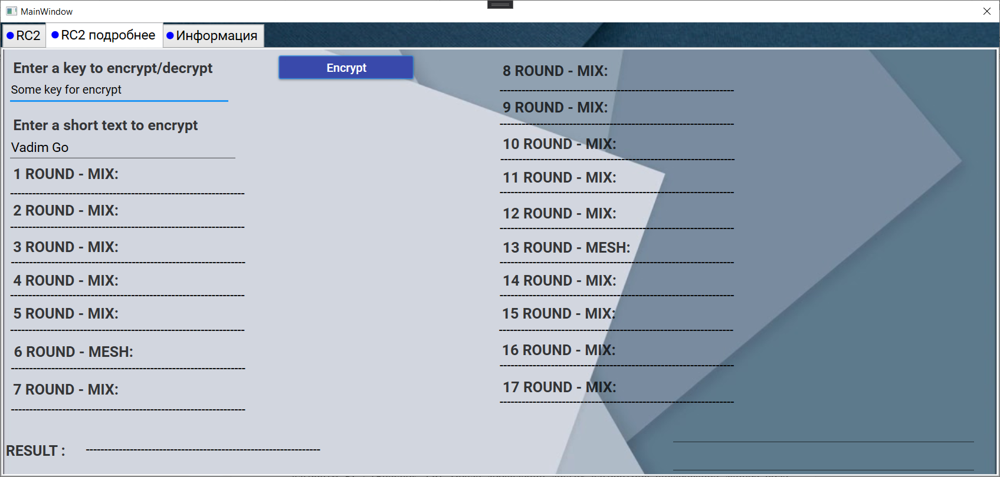 MainWindow
RC2
RC2 подробнее
Информация
Enter a key to encrypt/decrypt
Some key for encrypt
Encrypt
Enter a short text to encrypt
Vadim Go
1 ROUND - MIX:
2 ROUND - MIX:
3 ROUND - MIX:
4 ROUND - MIX:
5 ROUND - MIX:
6 ROUND - MESH:
7 ROUND - MIX:
8 ROUND - MIX:
9 ROUND - MIX:
10 ROUND - MIX:
11 ROUND - MIX:
12 ROUND - MIX:
13 ROUND - MESH:
14 ROUND - MIX:
15 ROUND - MIX:
16 ROUND - MIX:
17 ROUND - MIX:
RESULT :